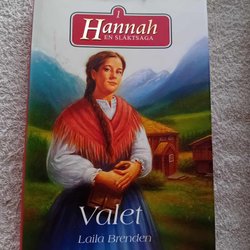 1
Hannah
EN SLÄKTSAGA
Valet
Laila Brenden